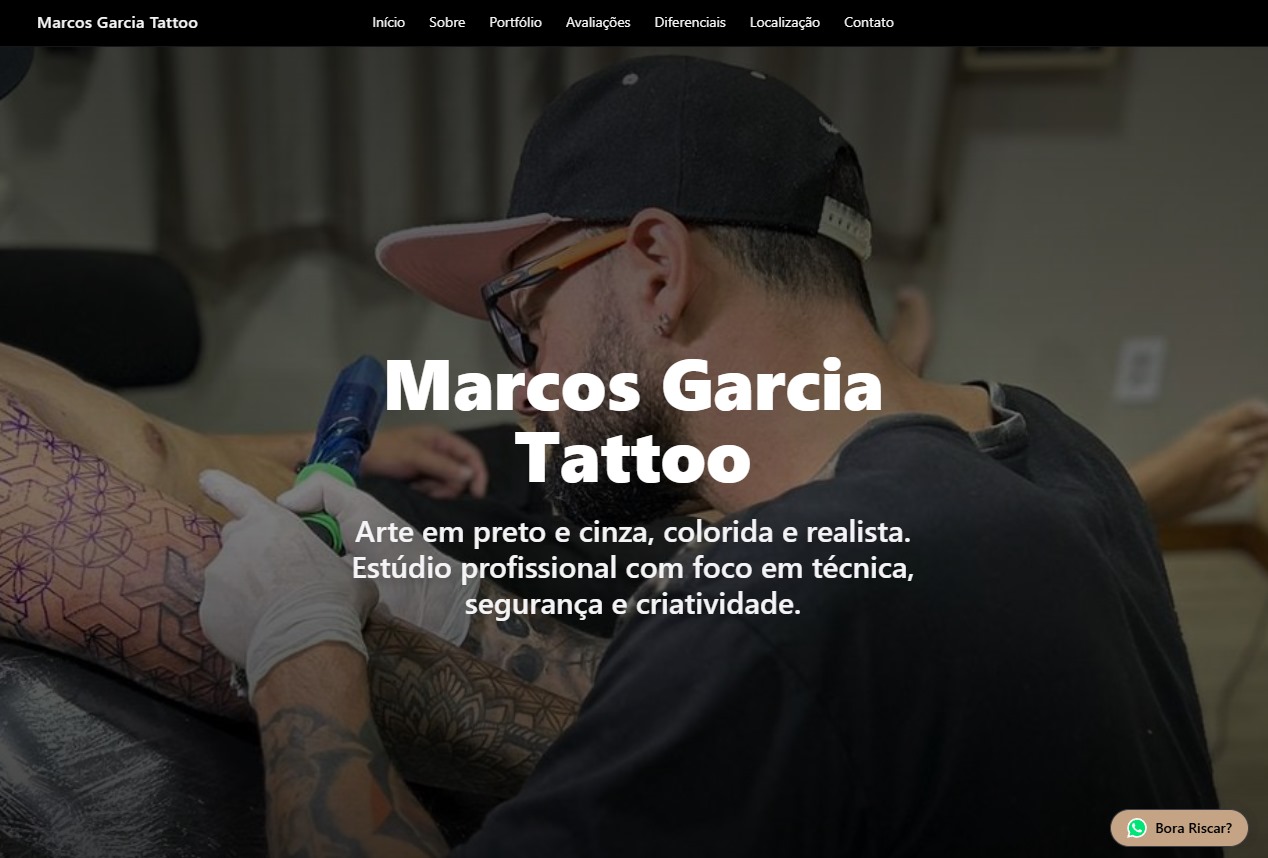 Marcos Garcia Tattoo
Início Sobre Portfólio Avaliações Diferenciais Localização Contato
Marcos Garcia
Tattoo
Arte em preto e cinza, colorida e realista.
Estúdio profissional com foco em técnica,
segurança e criatividade.
Bora Riscar?